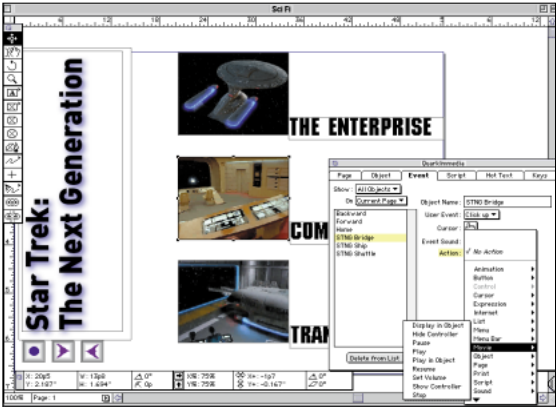 Sci Fi
Star Trek:
The Next Generation
THE ENTERPRISE
COM
TRAN
QuarkImmedia
Page
Object
Event
Script
Hot Text
Keys
Show: All Objects
On Current Page
Backward
Forward
Home
STNG Bridge
STNG Ship
STNG Shuttle
Delete from List
Object Name: STNG Bridge
User Event: Click up
Cursor:
Event Sound:
Action: ✓ No Action
Animation
Button
Control
Cursor
Expression
Internet
List
Menu
Menu Bar
Movie
Object
Page
Print
Script
Sound
Display in Object
Hide Controller
Pause
Play
Play in Object
Resume
Set Volume
Show Controller
Stop
X: 20p5
Y: 2.187"
W: 13p8
H: 1.694"
0°
0p
X%: 75%
Y%: 75%
X+: -1p7
Y+: -0.167"
0°
0°
100%
Page: 1